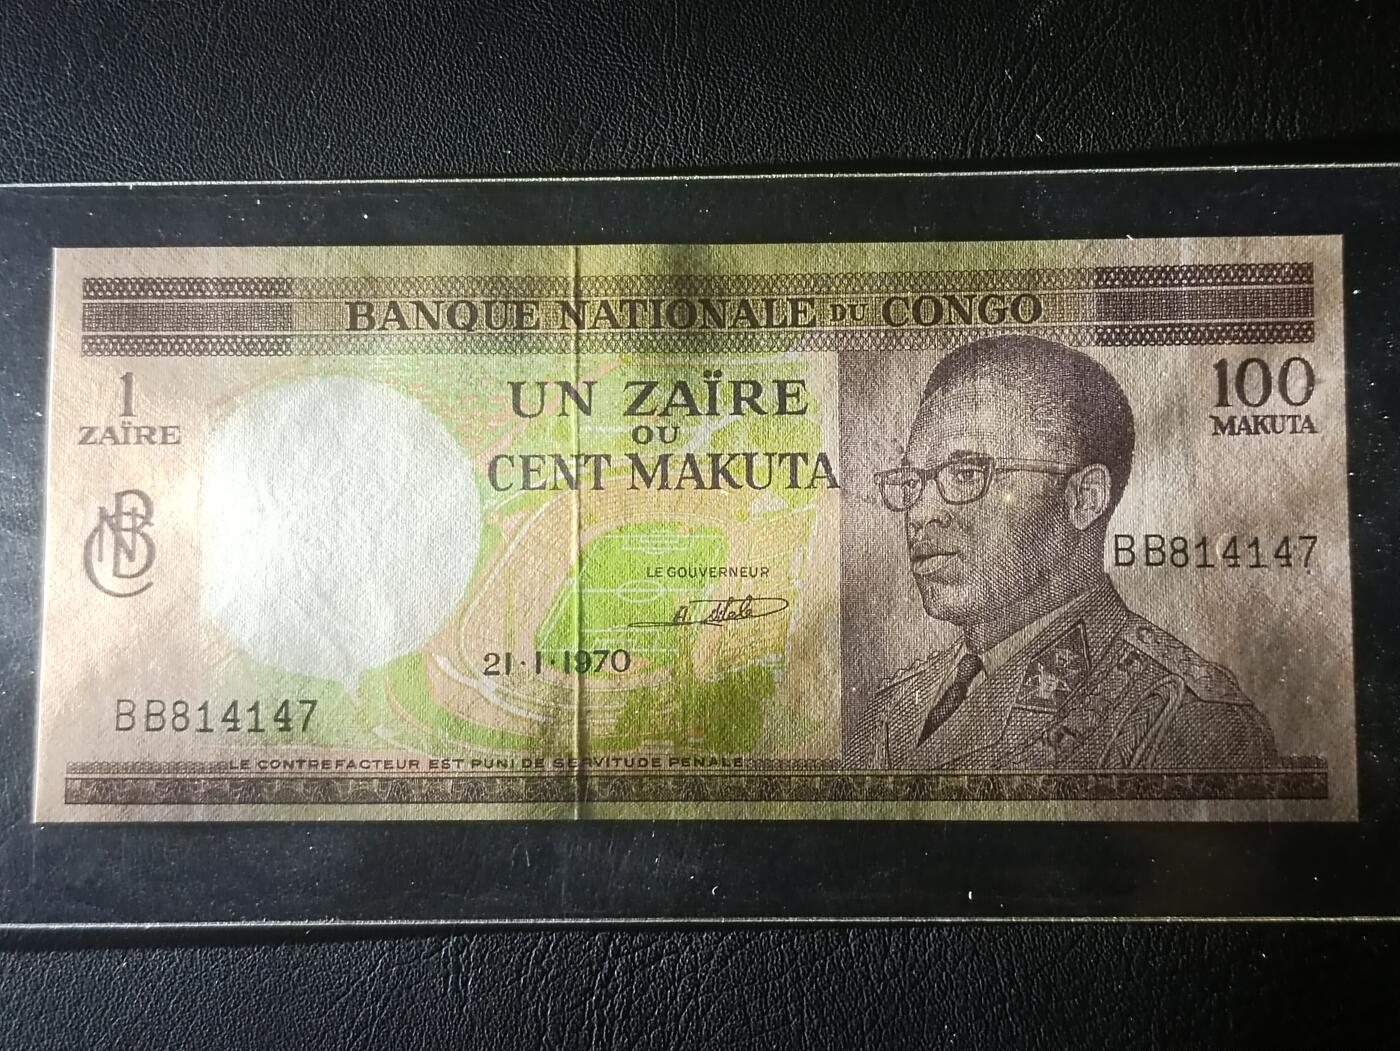 BANQUE NATIONALE DU CONGO
1
ZAÏRE
UN ZAÏRE
OU
CENT MAKUTA
100
MAKUTA
BNC
LE GOUVERNEUR
BB814147
21·1·1970
BB814147
LE CONTREFACTEUR EST PUNI DE SERVITUDE PENALE